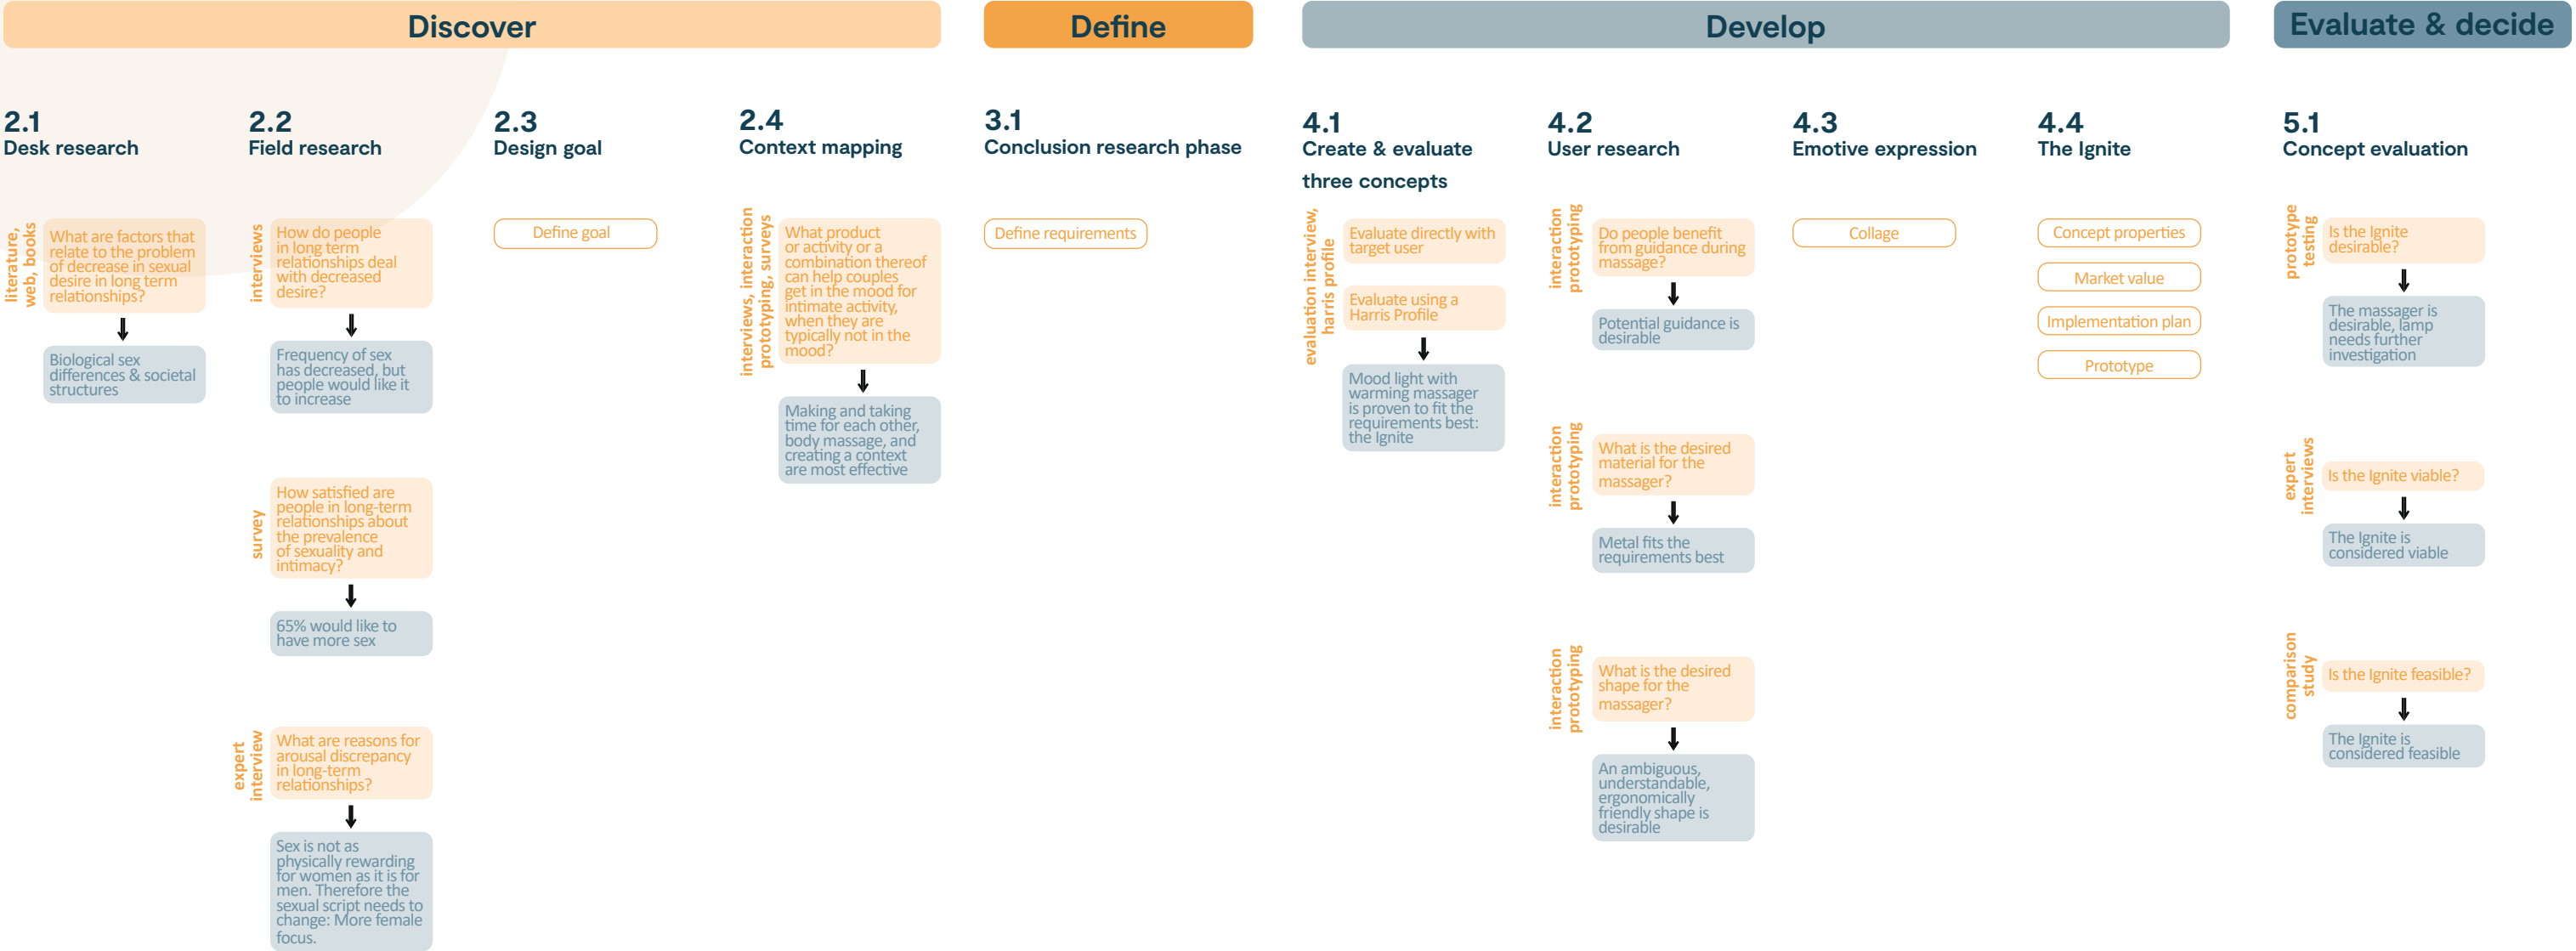 Discover
Define
Develop
Evaluate & decide
2.1
Desk research
literature,
web, books
What are factors that
relate to the problem
of decrease in sexual
desire in long term
relationships?
Biological sex
differences & societal
structures
2.2
Field research
interviews
How do people
in long term
relationships deal
with decreased
desire?
Frequency of sex
has decreased, but
people would like it
to increase
survey
How satisfied are
people in long-term
relationships about
the prevalence
of sexuality and
intimacy?
65% would like to
have more sex
expert
interview
What are reasons for
arousal discrepancy
in long-term
relationships?
Sex is not as
physically rewarding
for women as it is for
men. Therefore the
sexual script needs to
change: More female
focus.
2.3
Design goal
Define goal
2.4
Context mapping
interviews, interaction
prototyping, surveys
What product
or activity or a
combination thereof
can help couples
get in the mood for
intimate activity,
when they are
typically not in the
mood?
Making and taking
time for each other,
body massage, and
creating a context
are most effective
3.1
Conclusion research phase
Define requirements
4.1
Create & evaluate
three concepts
evaluation interview,
harris profile
Evaluate directly with
target user
Evaluate using a
Harris Profile
Mood light with
warming massager
is proven to fit the
requirements best:
the Ignite
4.2
User research
interaction
prototyping
Do people benefit
from guidance during
massage?
Potential guidance is
desirable
interaction
prototyping
What is the desired
material for the
massager?
Metal fits the
requirements best
interaction
prototyping
What is the desired
shape for the
massager?
An ambiguous,
understandable,
ergonomically
friendly shape is
desirable
4.3
Emotive expression
Collage
4.4
The Ignite
Concept properties
Market value
Implementation plan
Prototype
5.1
Concept evaluation
prototype
testing
Is the Ignite
desirable?
The massager is
desirable, lamp
needs further
investigation
expert
interviews
Is the Ignite viable?
The Ignite is
considered viable
comparison
study
Is the Ignite feasible?
The Ignite is
considered feasible